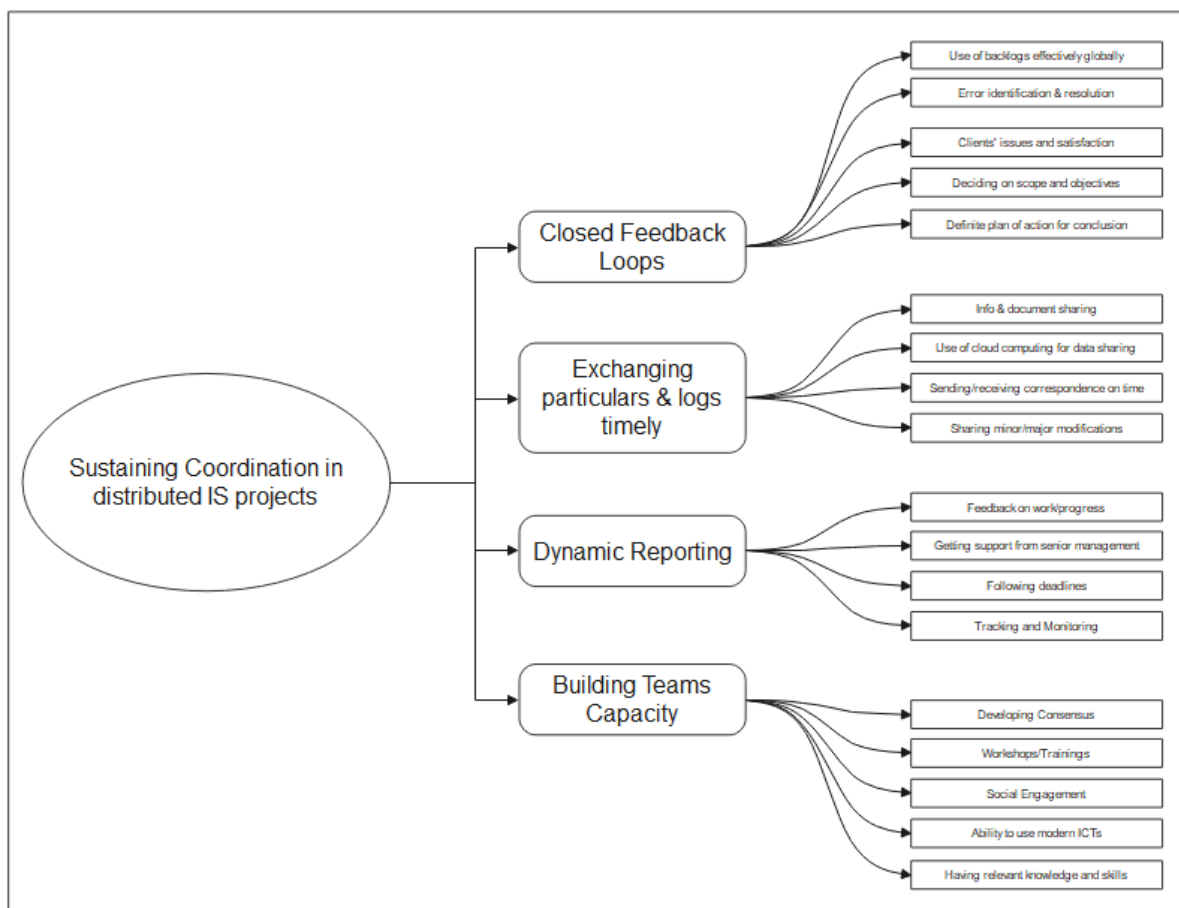 Sustaining Coordination in
distributed IS projects
Closed Feedback
Loops
Use of backlogs effectively globally
Error identification & resolution
Clients' issues and satisfaction
Deciding on scope and objectives
Definite plan of action for conclusion
Exchanging
particulars & logs
timely
Info & document sharing
Use of cloud computing for data sharing
Sending/receiving correspondence on time
Sharing minor/major modifications
Dynamic Reporting
Feedback on work/progress
Getting support from senior management
Following deadlines
Tracking and Monitoring
Building Teams
Capacity
Developing Consensus
Workshops/Trainings
Social Engagement
Ability to use modern ICTs
Having relevant knowledge and skills